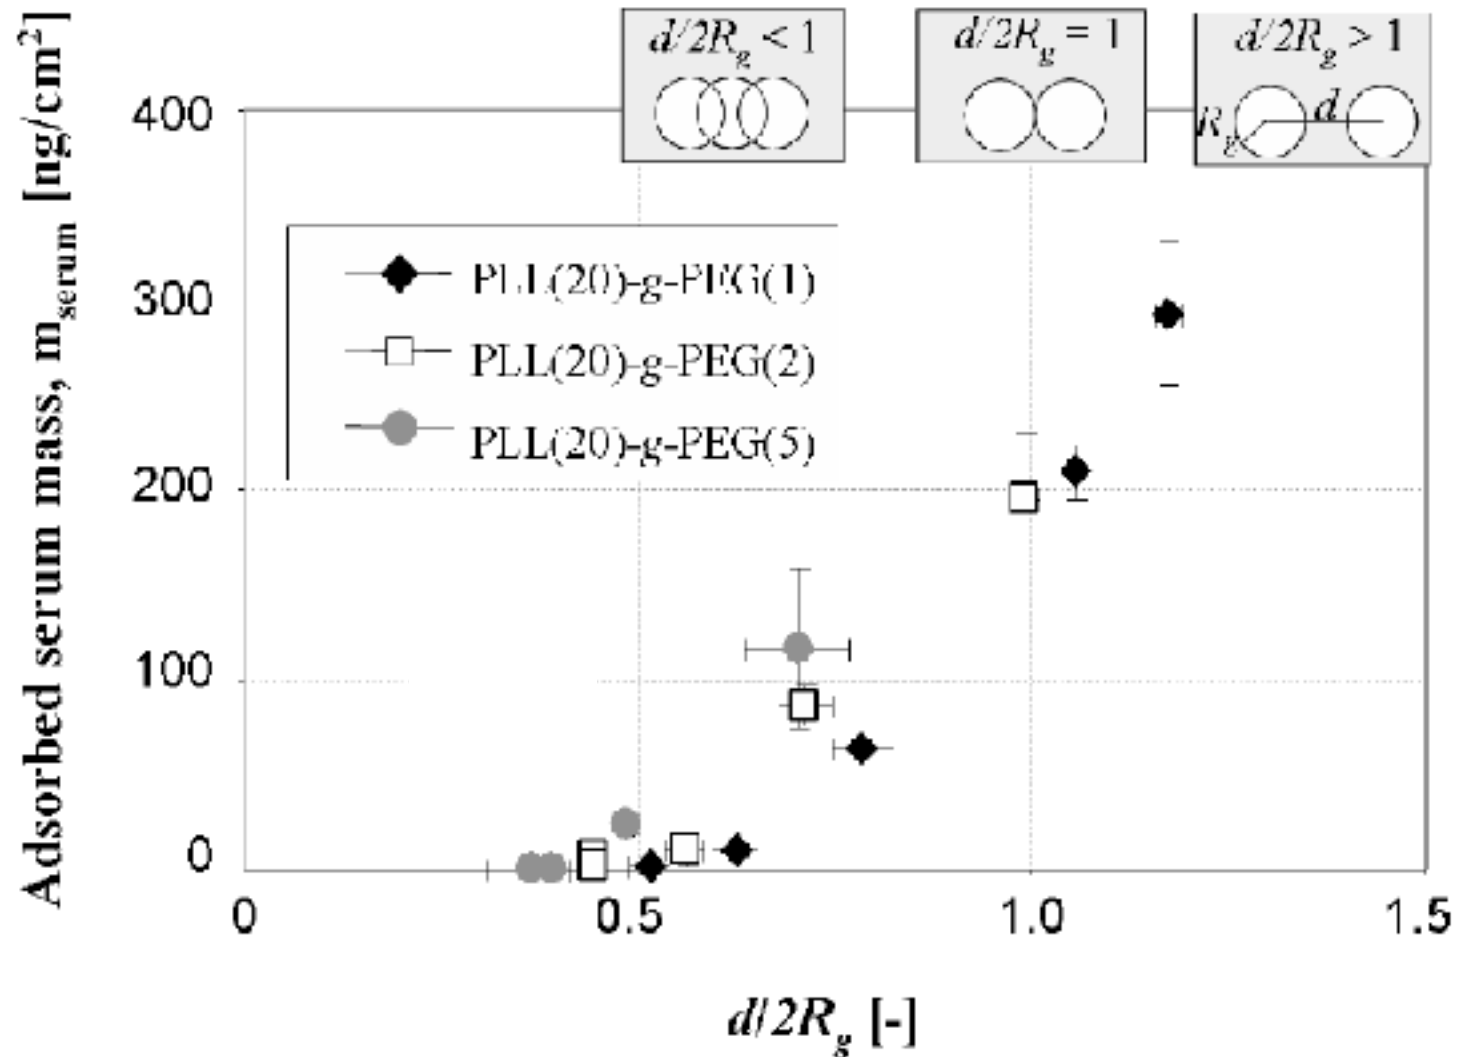 d/2Rg < 1
d/2Rg = 1
d/2Rg > 1
Rg
d
Adsorbed serum mass, mserum [ng/cm²]
400
300
200
100
0
PLL(20)-g-PEG(1)
PLL(20)-g-PEG(2)
PLL(20)-g-PEG(5)
0
0.5
1.0
1.5
d/2Rg [-]